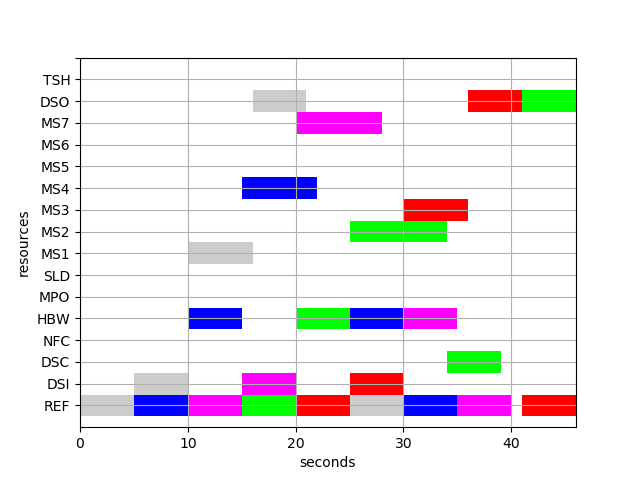 TSH
DSO
MS7
MS6
MS5
MS4
MS3
MS2
MS1
SLD
MPO
HBW
NFC
DSC
DSI
REF
resources
0 10 20 30 40
seconds